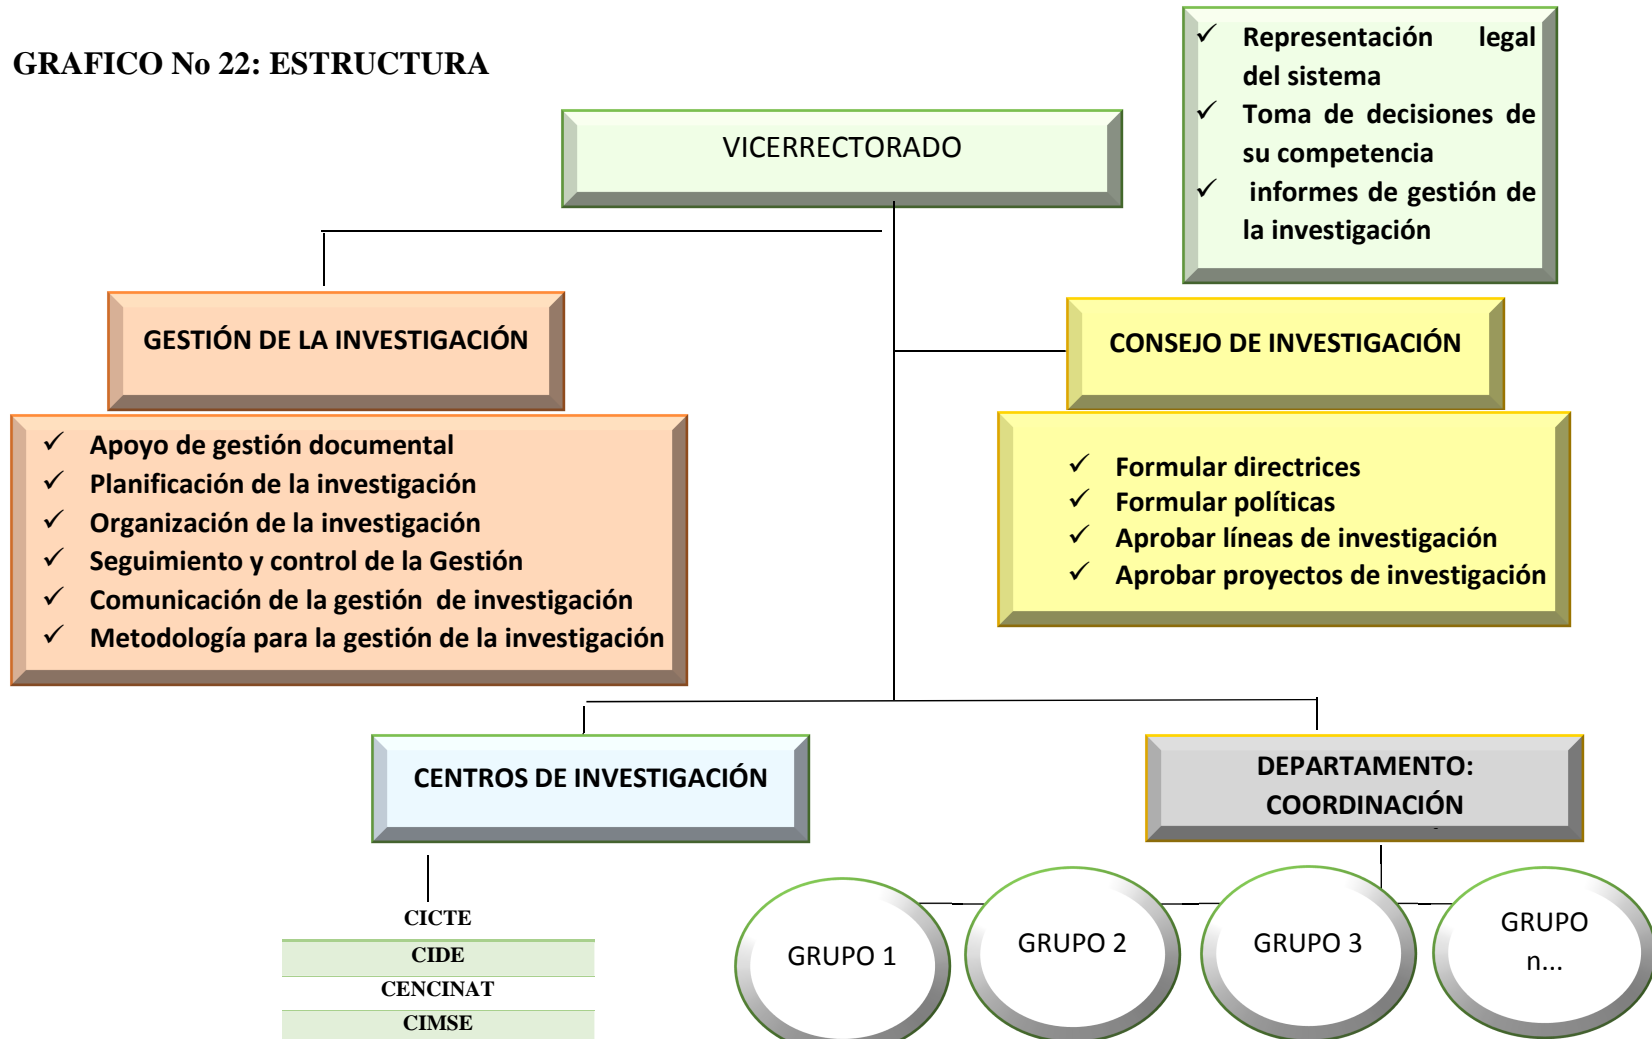 GRAFICO No 22: ESTRUCTURA
VICERRECTORADO
Representación legal
del sistema
Toma de decisiones de
su competencia
informes de gestión de
la investigación
GESTIÓN DE LA INVESTIGACIÓN
Apoyo de gestión documental
Planificación de la investigación
Organización de la investigación
Seguimiento y control de la Gestión
Comunicación de la gestión de investigación
Metodología para la gestión de la investigación
CONSEJO DE INVESTIGACIÓN
Formular directrices
Formular políticas
Aprobar líneas de investigación
Aprobar proyectos de investigación
CENTROS DE INVESTIGACIÓN
CICTE
CIDE
CENCINAT
CIMSE
DEPARTAMENTO:
COORDINACIÓN
GRUPO 1
GRUPO 2
GRUPO 3
GRUPO
n...